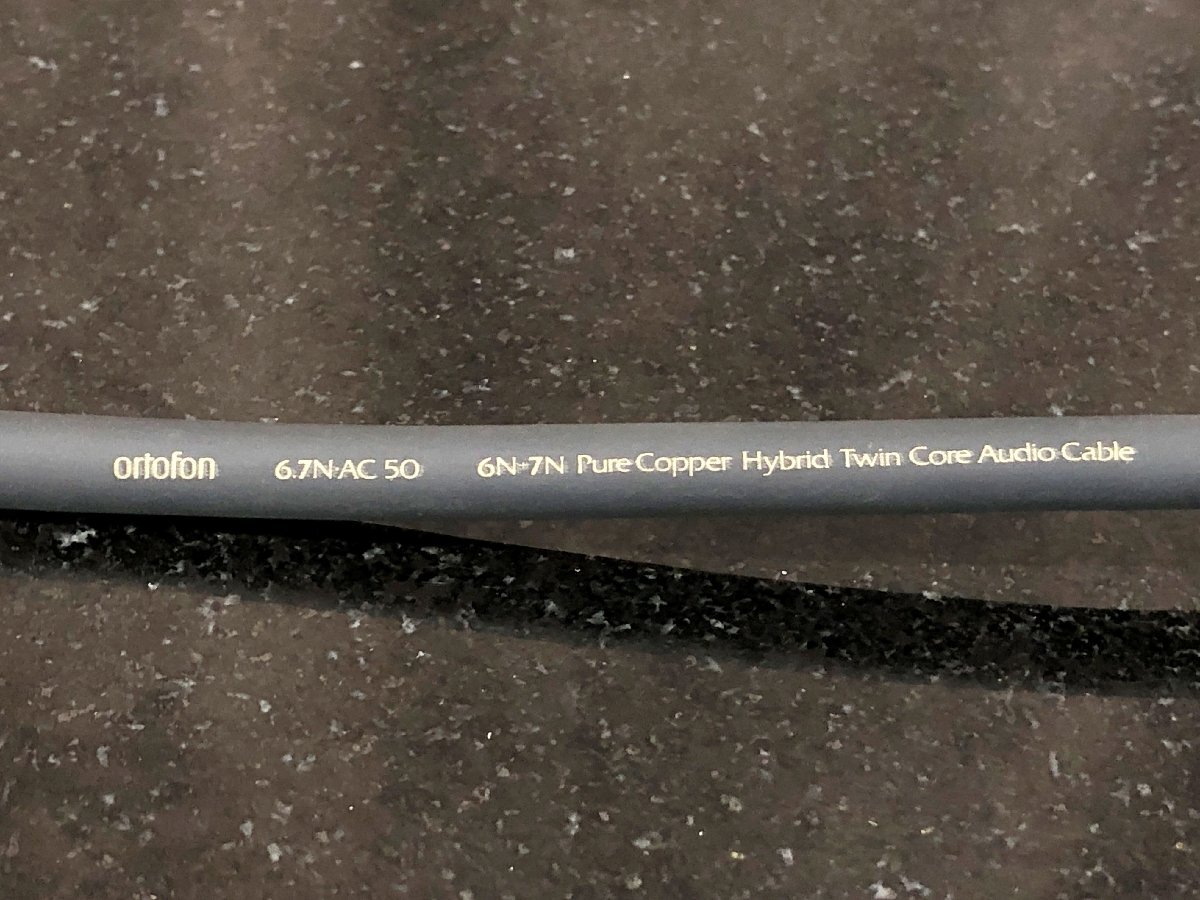 ortofon 6.7N·AC 50 6N+7N Pure Copper Hybrid Twin Core Audio Cable